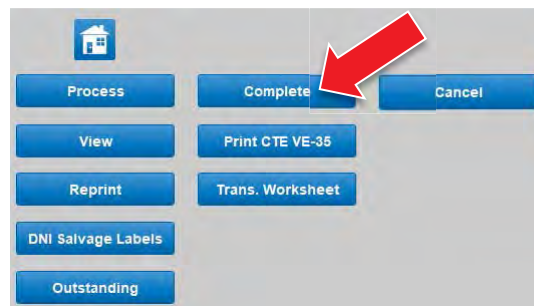 Process Complete Cancel
View Print CTE VE-35
Reprint Trans. Worksheet
DNI Salvage Labels
Outstanding